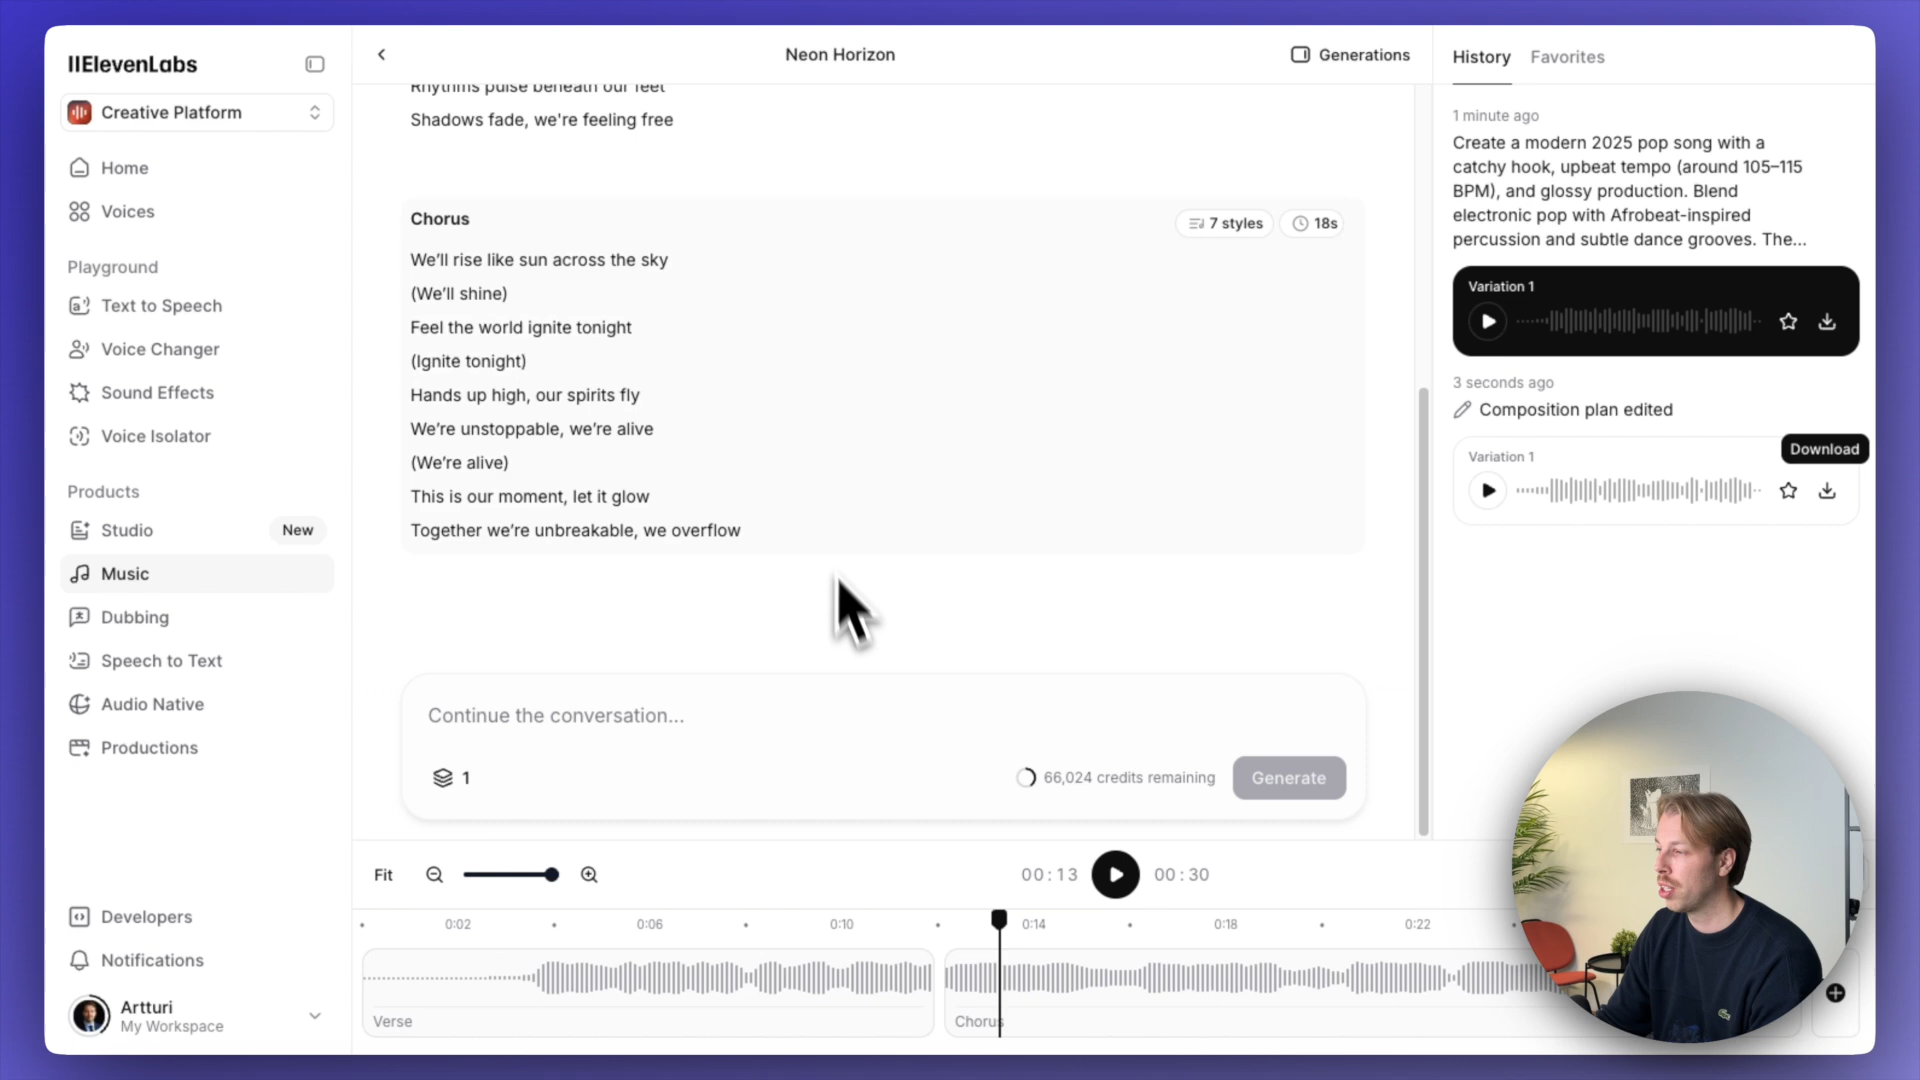 IIElevenLabs
Creative Platform
Home
Voices
Playground
Text to Speech
Voice Changer
Sound Effects
Voice Isolator
Products
Studio New
Music
Dubbing
Speech to Text
Audio Native
Productions
Developers
Notifications
Artturi
My Workspace
Neon Horizon
Generations
Rhythms pulse beneath our feet
Shadows fade, we're feeling free
Chorus
7 styles 18s
We'll rise like sun across the sky
(We'll shine)
Feel the world ignite tonight
(Ignite tonight)
Hands up high, our spirits fly
We're unstoppable, we're alive
(We're alive)
This is our moment, let it glow
Together we're unbreakable, we overflow
Continue the conversation...
1
66,024 credits remaining
Generate
Fit
00:13 00:30
0:02 0:06 0:10 0:14 0:18 0:22
Verse
Chorus
History Favorites
1 minute ago
Create a modern 2025 pop song with a
catchy hook, upbeat tempo (around 105–115
BPM), and glossy production. Blend
electronic pop with Afrobeat-inspired
percussion and subtle dance grooves. The...
Variation 1
3 seconds ago
Composition plan edited
Download
Variation 1